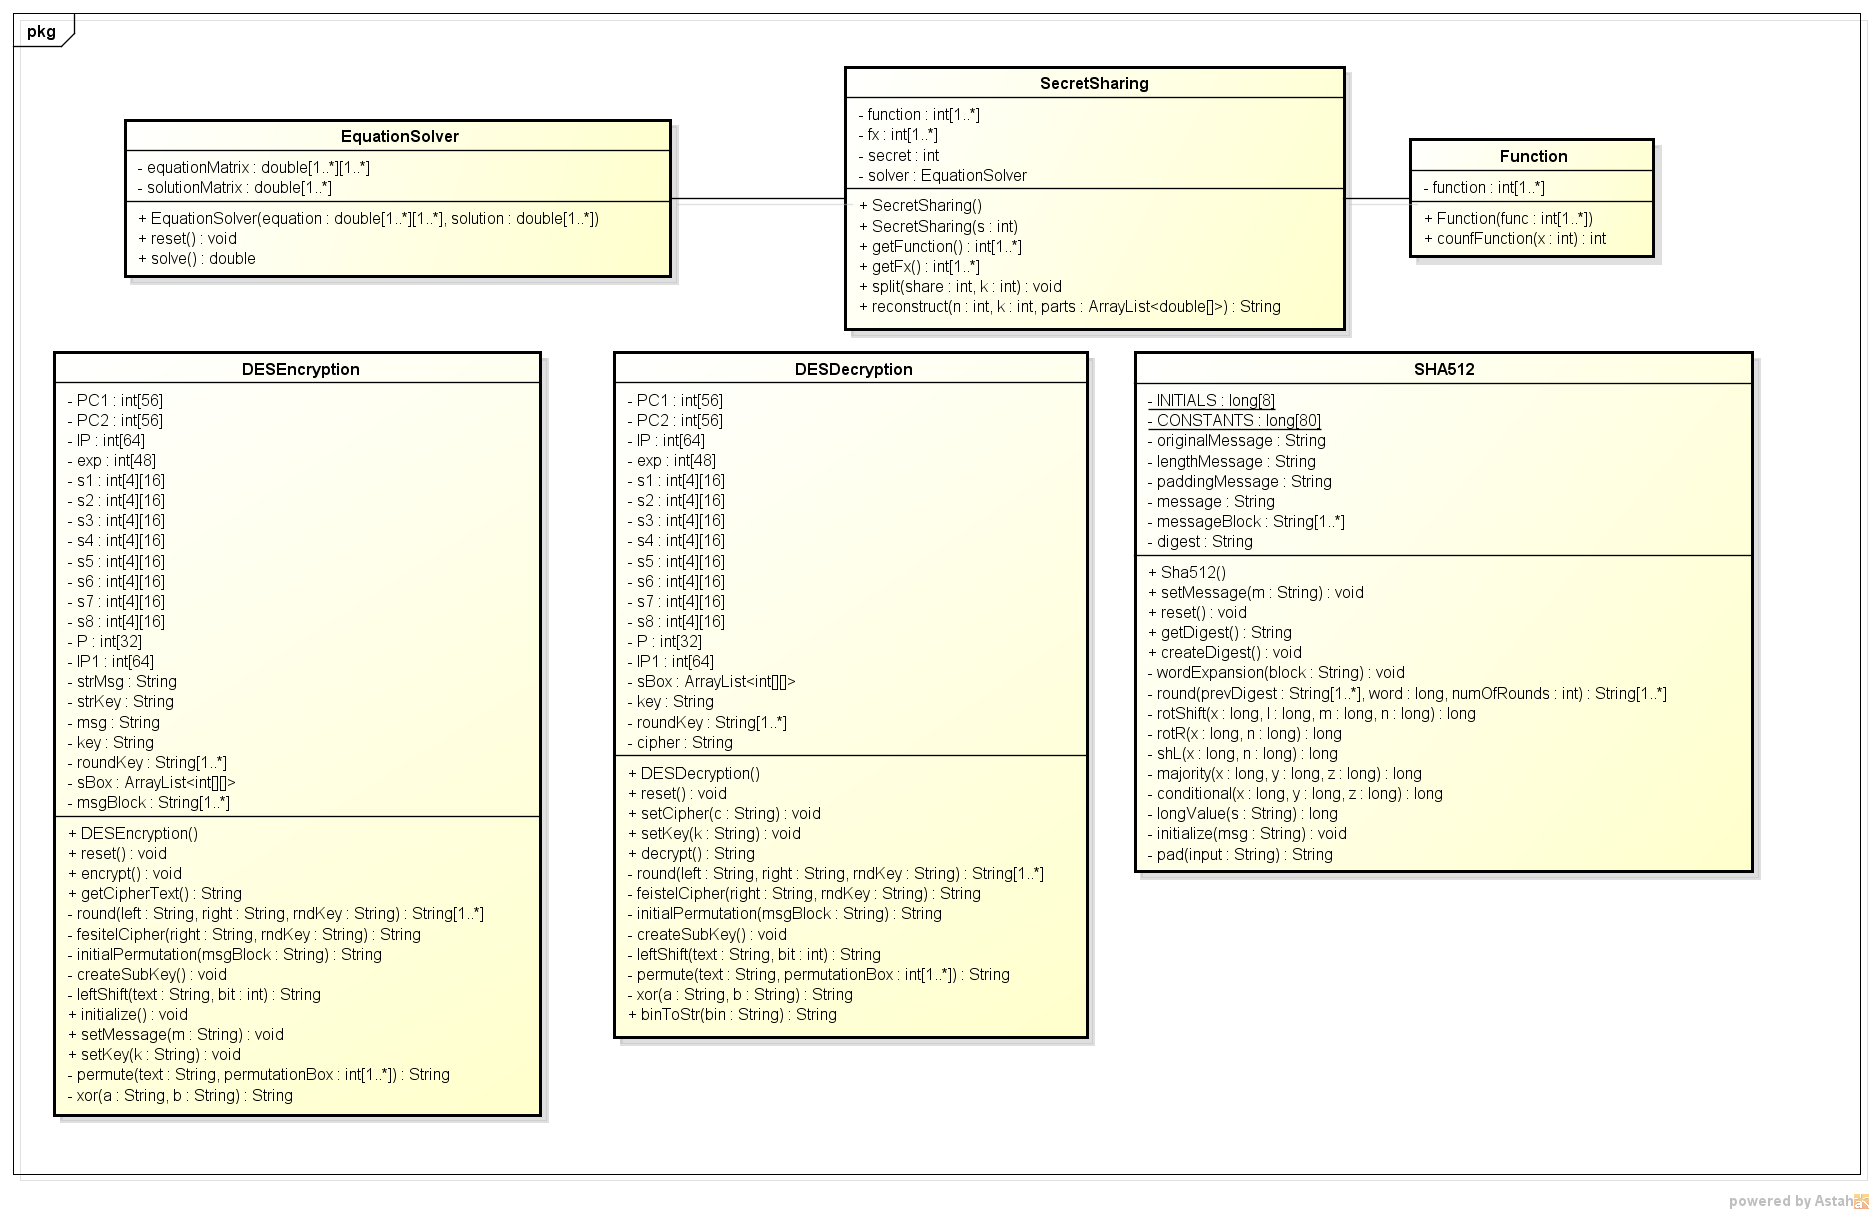 pkg
EquationSolver
- equationMatrix : double[1..*][1..*]
- solutionMatrix : double[1..*]
+ EquationSolver(equation : double[1..*][1..*], solution : double[1..*])
+ reset() : void
+ solve() : double
SecretSharing
- function : int[1..*]
- fx : int[1..*]
- secret : int
- solver : EquationSolver
+ SecretSharing()
+ SecretSharing(s : int)
+ getFunction() : int[1..*]
+ getFx() : int[1..*]
+ split(share : int, k : int) : void
+ reconstruct(n : int, k : int, parts : ArrayList<double[]>) : String
Function
- function : int[1..*]
+ Function(func : int[1..*])
+ counfFunction(x : int) : int
DESEncryption
- PC1 : int[56]
- PC2 : int[56]
- IP : int[64]
- exp : int[48]
- s1 : int[4][16]
- s2 : int[4][16]
- s3 : int[4][16]
- s4 : int[4][16]
- s5 : int[4][16]
- s6 : int[4][16]
- s7 : int[4][16]
- s8 : int[4][16]
- P : int[32]
- IP1 : int[64]
- strMsg : String
- strKey : String
- msg : String
- key : String
- roundKey : String[1..*]
- sBox : ArrayList<int[][]>
- msgBlock : String[1..*]
+ DESEncryption()
+ reset() : void
+ encrypt() : void
+ getCipherText() : String
- round(left : String, right : String, rndKey : String) : String[1..*]
- fesitelCipher(right : String, rndKey : String) : String
- initialPermutation(msgBlock : String) : String
- createSubKey() : void
- leftShift(text : String, bit : int) : String
+ initialize() : void
+ setMessage(m : String) : void
+ setKey(k : String) : void
- permute(text : String, permutationBox : int[1..*]) : String
- xor(a : String, b : String) : String
DESDecryption
- PC1 : int[56]
- PC2 : int[56]
- IP : int[64]
- exp : int[48]
- s1 : int[4][16]
- s2 : int[4][16]
- s3 : int[4][16]
- s4 : int[4][16]
- s5 : int[4][16]
- s6 : int[4][16]
- s7 : int[4][16]
- s8 : int[4][16]
- P : int[32]
- IP1 : int[64]
- sBox : ArrayList<int[][]>
- key : String
- roundKey : String[1..*]
- cipher : String
+ DESDecryption()
+ reset() : void
+ setCipher(c : String) : void
+ setKey(k : String) : void
+ decrypt() : String
- round(left : String, right : String, rndKey : String) : String[1..*]
- feistelCipher(right : String, rndKey : String) : String
- initialPermutation(msgBlock : String) : String
- createSubKey() : void
- leftShift(text : String, bit : int) : String
- permute(text : String, permutationBox : int[1..*]) : String
- xor(a : String, b : String) : String
+ binToStr(bin : String) : String
SHA512
- INITIALS : long[8]
- CONSTANTS : long[80]
- originalMessage : String
- lengthMessage : String
- paddingMessage : String
- message : String
- messageBlock : String[1..*]
- digest : String
+ Sha512()
+ setMessage(m : String) : void
+ reset() : void
+ getDigest() : String
+ createDigest() : void
- wordExpansion(block : String) : void
- round(prevDigest : String[1..*], word : long, numOfRounds : int) : String[1..*]
- rotShift(x : long, l : long, m : long, n : long) : long
- rotR(x : long, n : long) : long
- shL(x : long, n : long) : long
- majority(x : long, y : long, z : long) : long
- conditional(x : long, y : long, z : long) : long
- longValue(s : String) : long
- initialize(msg : String) : void
- pad(input : String) : String
powered by Astah